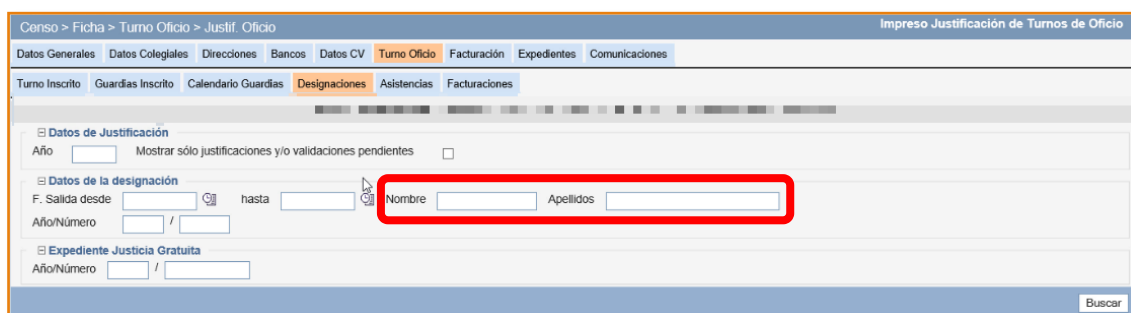 Censo > Ficha > Turno Oficio > Justif. Oficio Impreso Justificación de Turnos de Oficio
Datos Generales Datos Colegiales Direcciones Bancos Datos CV Turno Oficio Facturación Expedientes Comunicaciones
Turno Inscrito Guardias Inscrito Calendario Guardias Designaciones Asistencias Facturaciones
Datos de Justificación
Año Mostrar sólo justificaciones y/o validaciones pendientes
Datos de la designación
F. Salida desde hasta Nombre Apellidos
Año/Número /
Expediente Justicia Gratuita
Año/Número /
Buscar